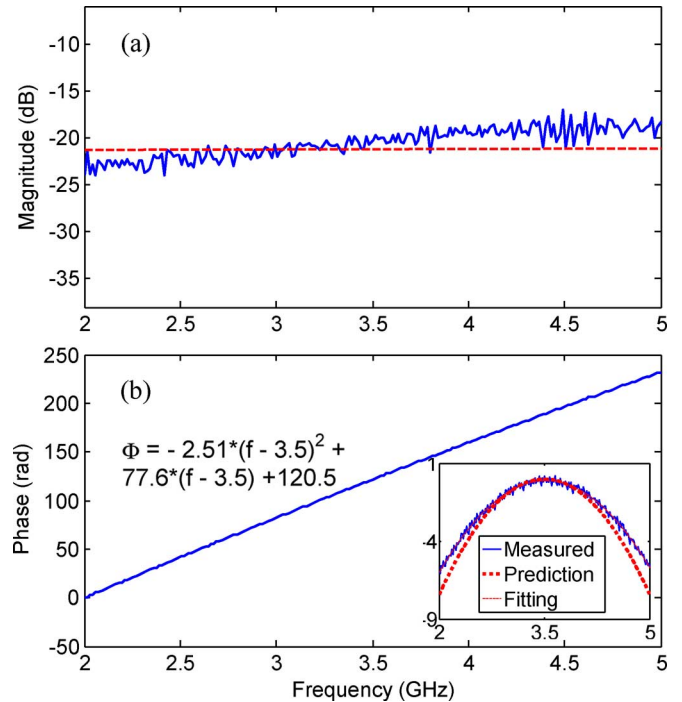 (a)
Magnitude (dB)
-10
-15
-20
-25
-30
-35
2 2.5 3 3.5 4 4.5 5
(b)
Phase (rad)
250
200
150
100
50
0
-50
Φ = - 2.51*(f - 3.5)² +
77.6*(f - 3.5) +120.5
1
-4
-9
Measured
Prediction
Fitting
2 3.5 5
2 2.5 3 3.5 4 4.5 5
Frequency (GHz)